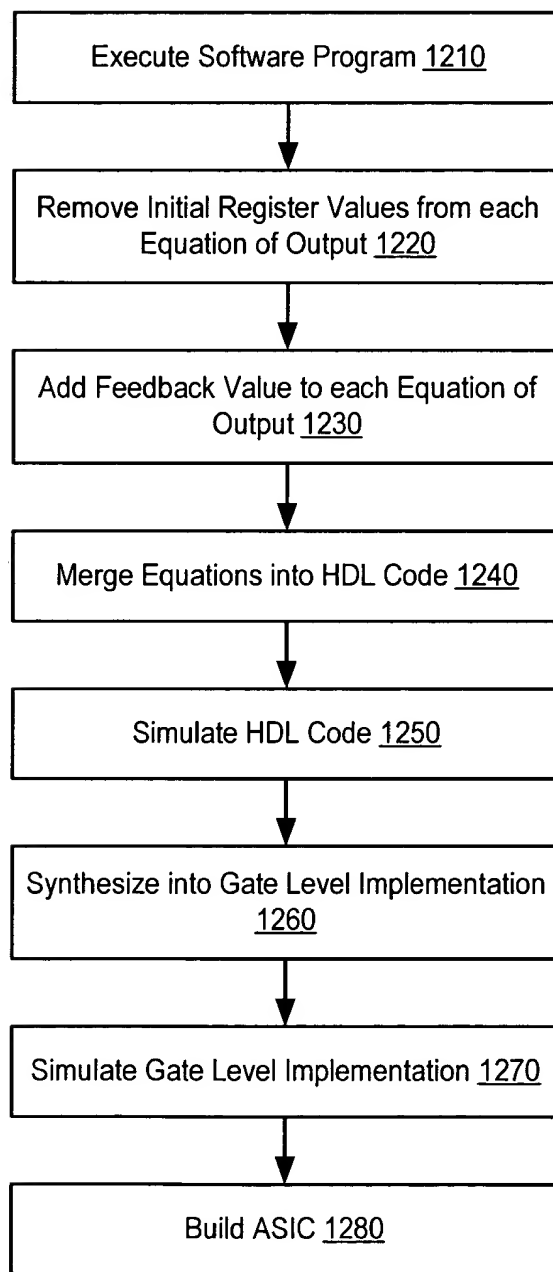 Execute Software Program 1210
Remove Initial Register Values from each
Equation of Output 1220
Add Feedback Value to each Equation of
Output 1230
Merge Equations into HDL Code 1240
Simulate HDL Code 1250
Synthesize into Gate Level Implementation
1260
Simulate Gate Level Implementation 1270
Build ASIC 1280